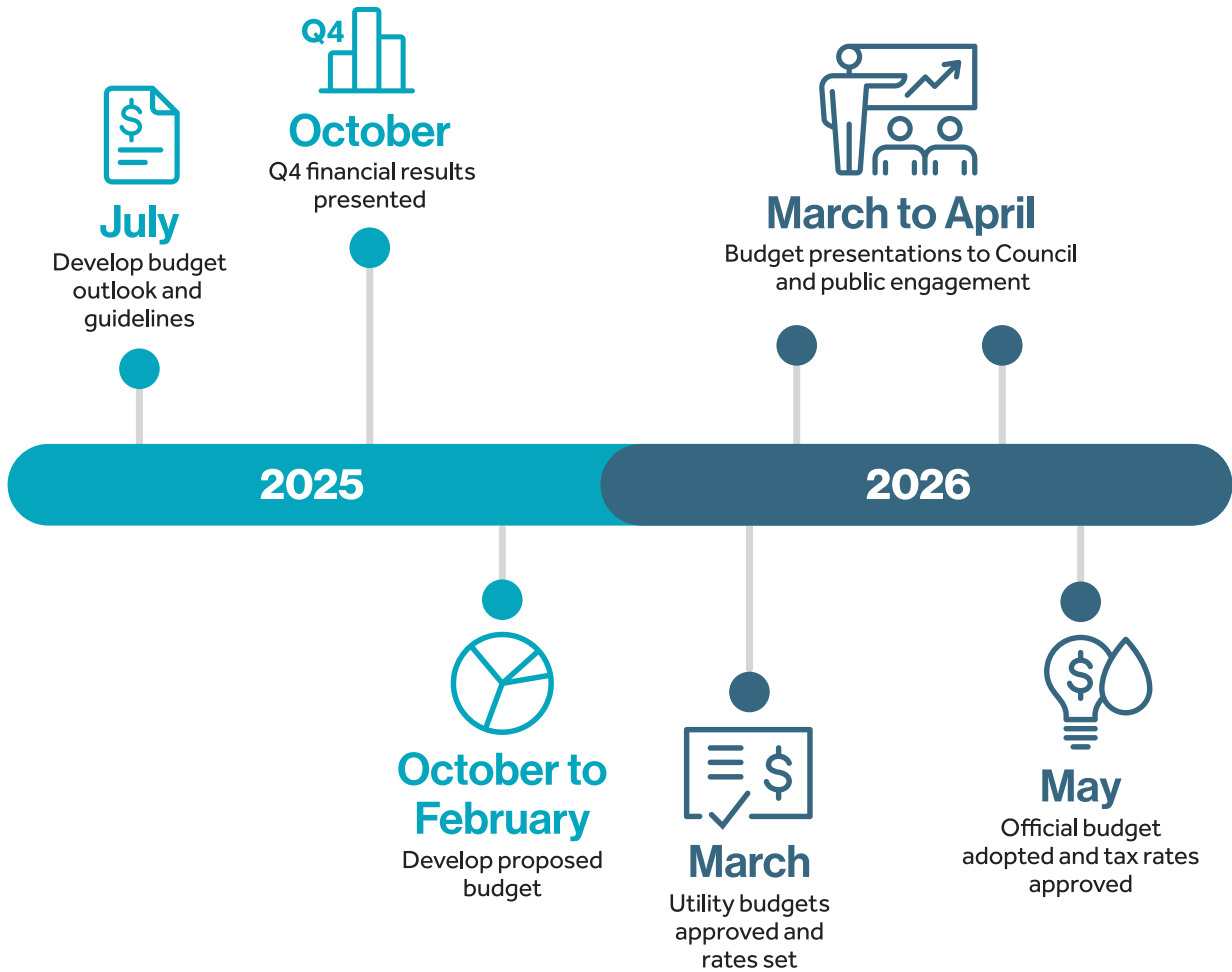 Q4
October
Q4 financial results
presented
July
Develop budget
outlook and
guidelines
$
March to April
Budget presentations to Council
and public engagement
2025
2026
October to
February
Develop proposed
budget
$
March
Utility budgets
approved and
rates set
$
May
Official budget
adopted and tax rates
approved